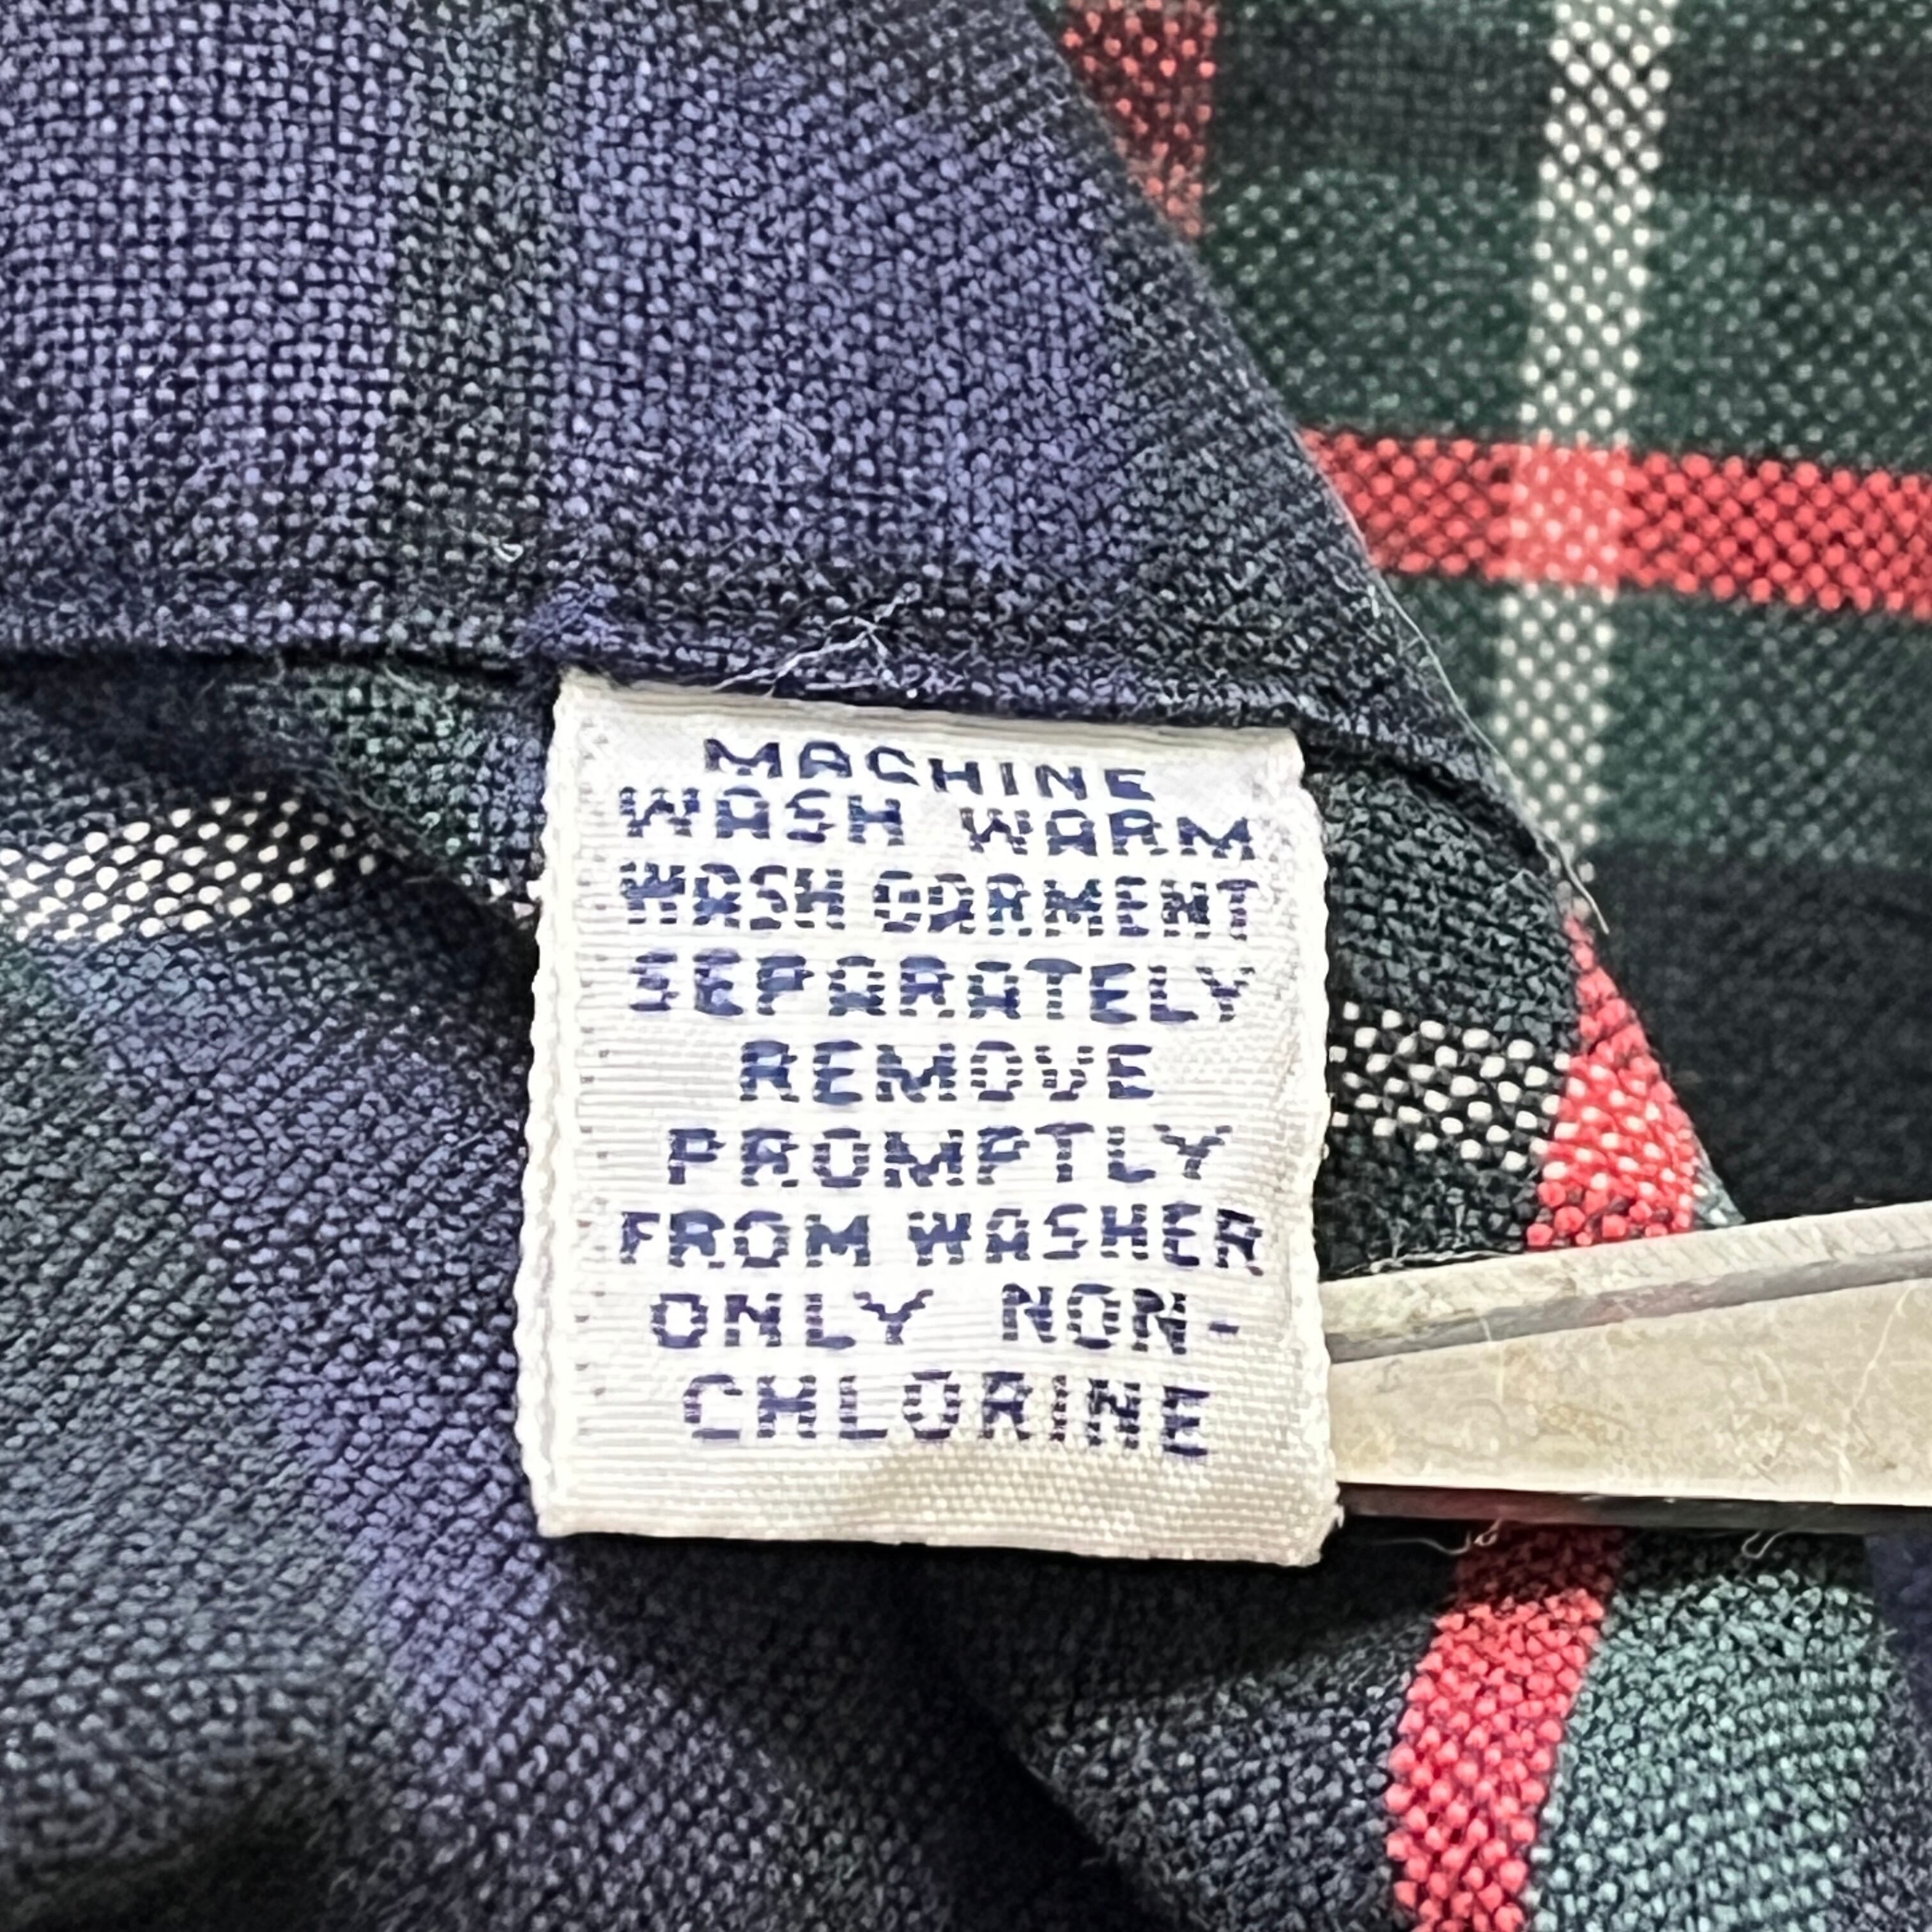 MACHINE
WASH WARM
WASH GARMENT
SEPARATELY
REMOVE
PROMPTLY
FROM WASHER
ONLY NON-
CHLORINE